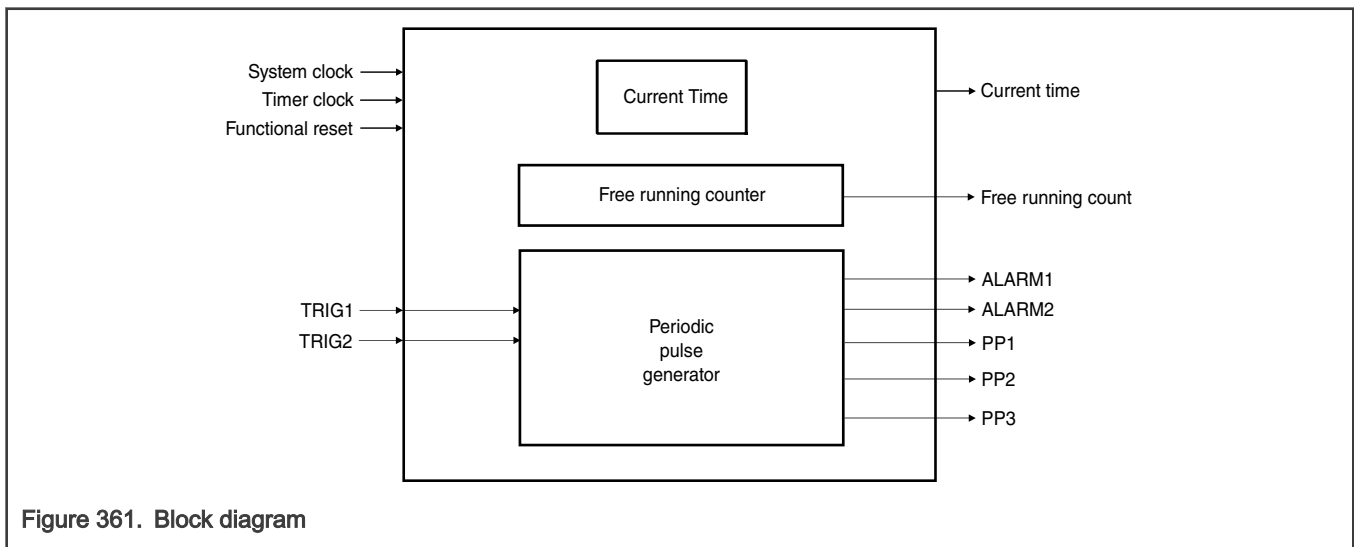 System clock
Timer clock
Functional reset
Current Time
Current time
Free running counter
Free running count
TRIG1
TRIG2
Periodic
pulse
generator
ALARM1
ALARM2
PP1
PP2
PP3
Figure 361. Block diagram